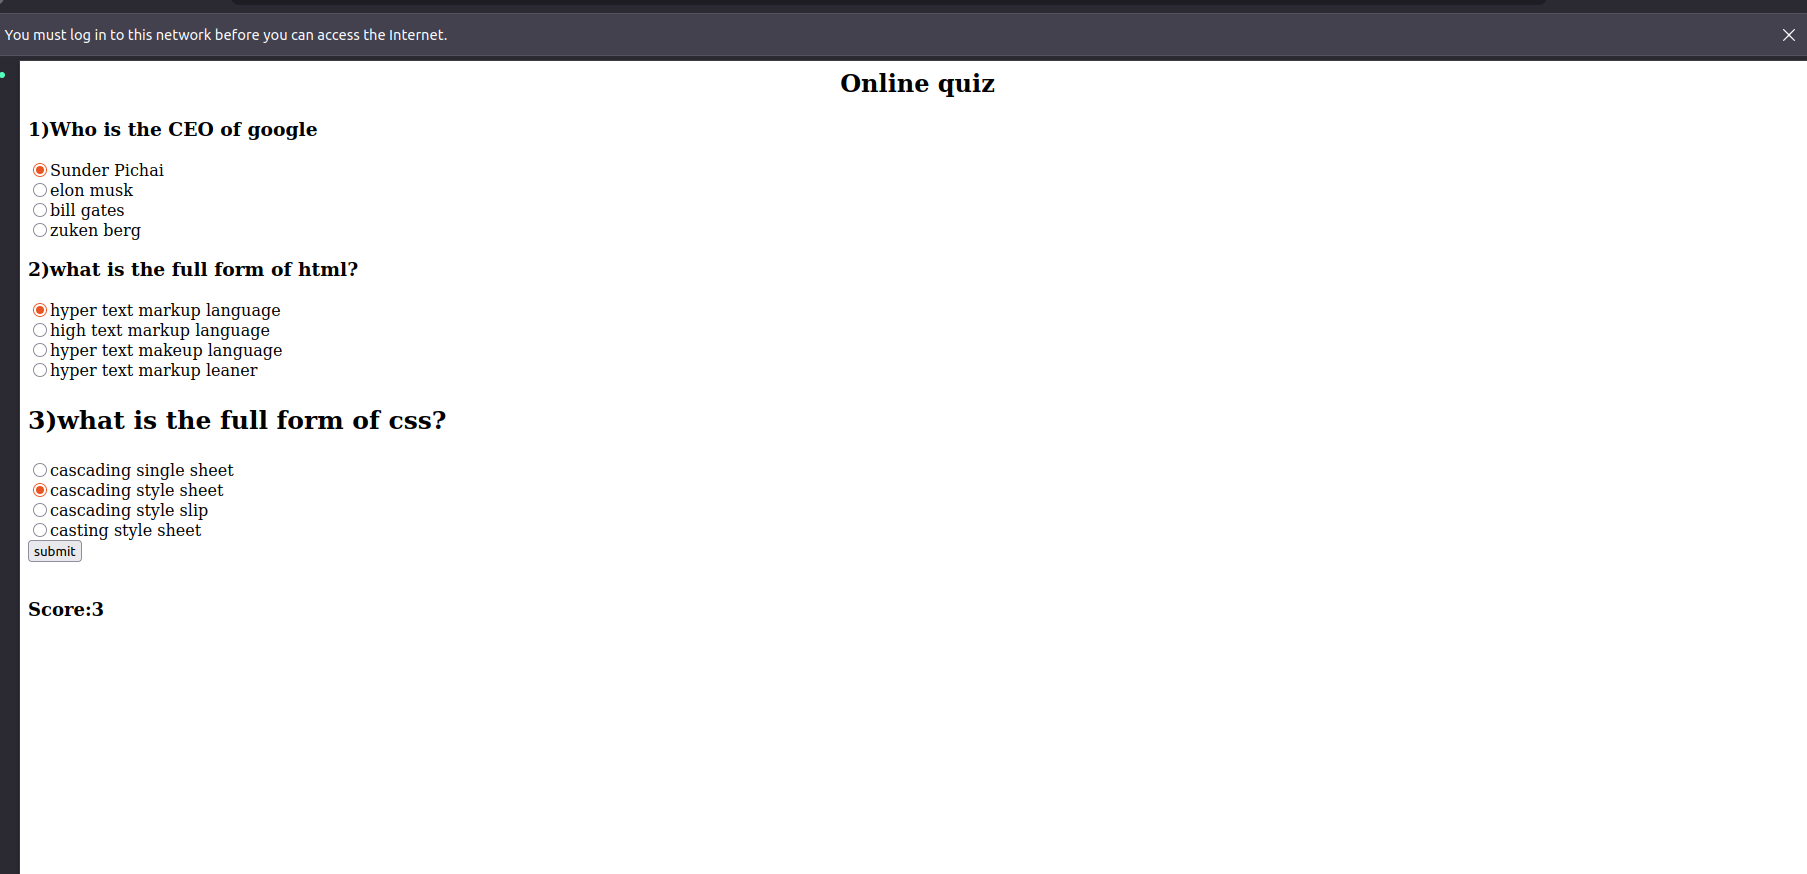 You must log in to this network before you can access the Internet.
Online quiz
1)Who is the CEO of google
Sunder Pichai
elon musk
bill gates
zuken berg
2)what is the full form of html?
hyper text markup language
high text markup language
hyper text makeup language
hyper text markup leaner
3)what is the full form of css?
cascading single sheet
cascading style sheet
cascading style slip
casting style sheet
submit
Score:3